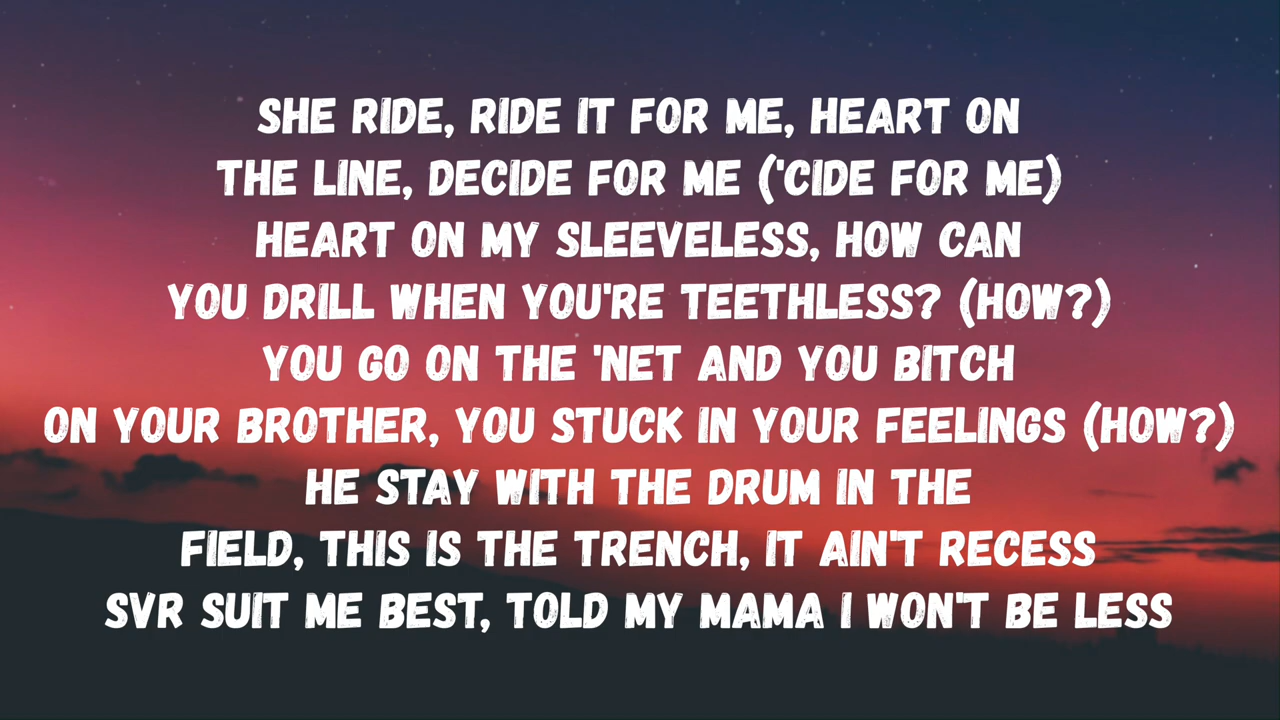 SHE RIDE, RIDE IT FOR ME, HEART ON
THE LINE, DECIDE FOR ME ('CIDE FOR ME)
HEART ON MY SLEEVELESS, HOW CAN
YOU DRILL WHEN YOU'RE TEETHLESS? (HOW?)
YOU GO ON THE 'NET AND YOU BITCH
ON YOUR BROTHER, YOU STUCK IN YOUR FEELINGS (HOW?)
HE STAY WITH THE DRUM IN THE
FIELD, THIS IS THE TRENCH, IT AIN'T RECESS
SVR SUIT ME BEST, TOLD MY MAMA I WON'T BE LESS